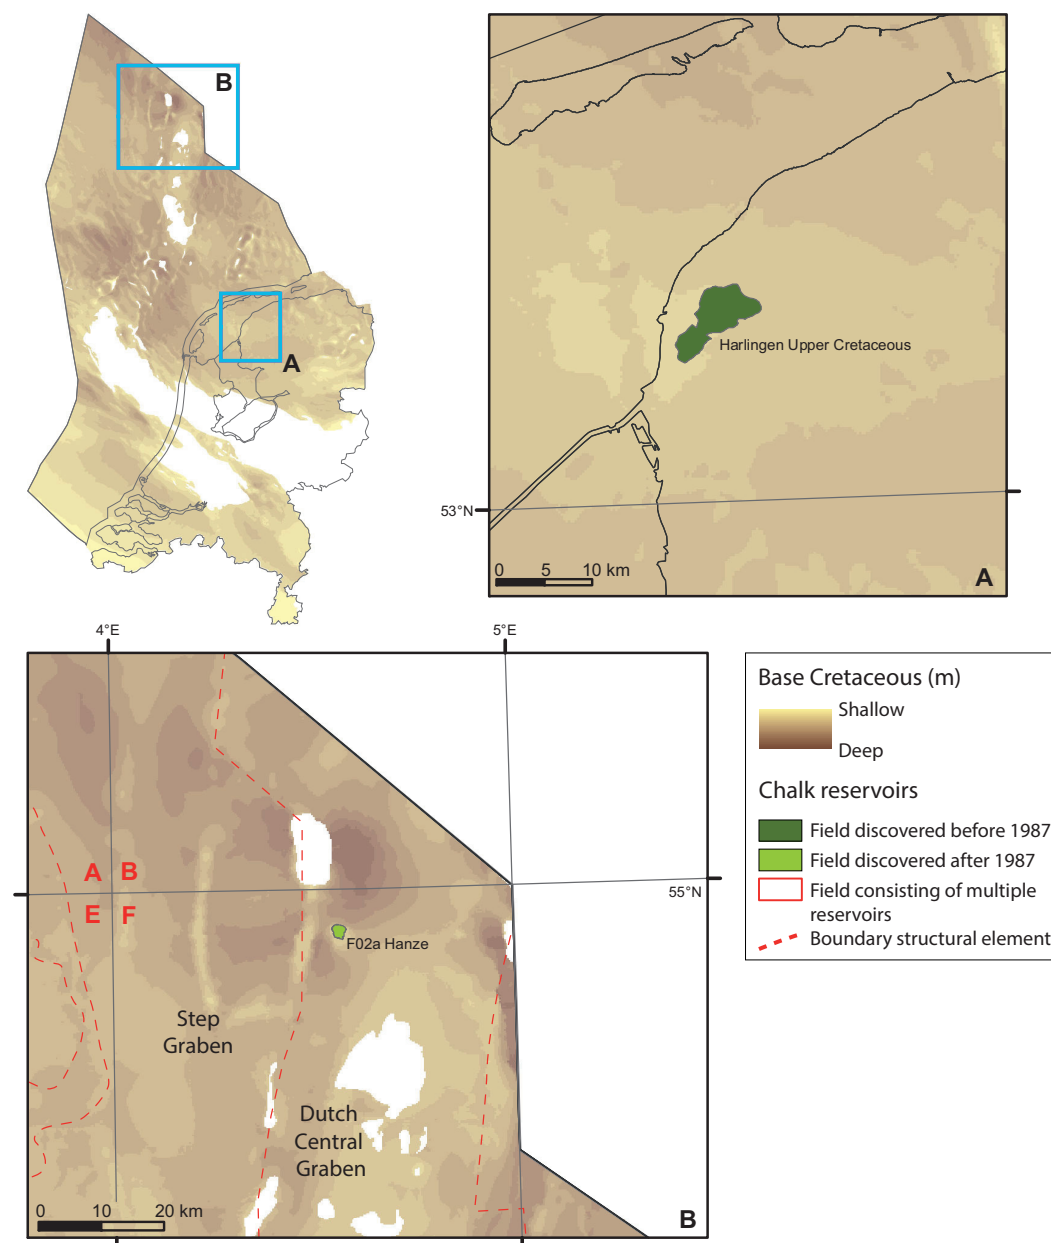 B
A
Harlingen Upper Cretaceous
53°N
0 5 10 km
A
4°E
5°E
A B
E F
55°N
F02a Hanze
Step
Graben
Dutch
Central
Graben
0 10 20 km
B
Base Cretaceous (m)
Shallow
Deep
Chalk reservoirs
Field discovered before 1987
Field discovered after 1987
Field consisting of multiple
reservoirs
Boundary structural element